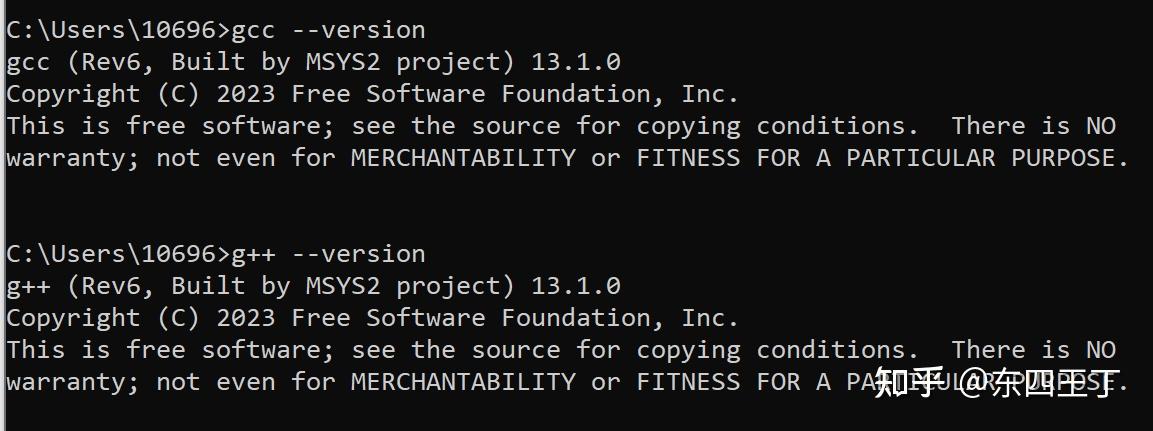 C:\Users\10696>gcc --version
gcc (Rev6, Built by MSYS2 project) 13.1.0
Copyright (C) 2023 Free Software Foundation, Inc.
This is free software; see the source for copying conditions.  There is NO
warranty; not even for MERCHANTABILITY or FITNESS FOR A PARTICULAR PURPOSE.
C:\Users\10696>g++ --version
g++ (Rev6, Built by MSYS2 project) 13.1.0
Copyright (C) 2023 Free Software Foundation, Inc.
This is free software; see the source for copying conditions.  There is NO
warranty; not even for MERCHANTABILITY or FITNESS FOR A PARTICULAR PURPOSE.
知乎 @东四王丁